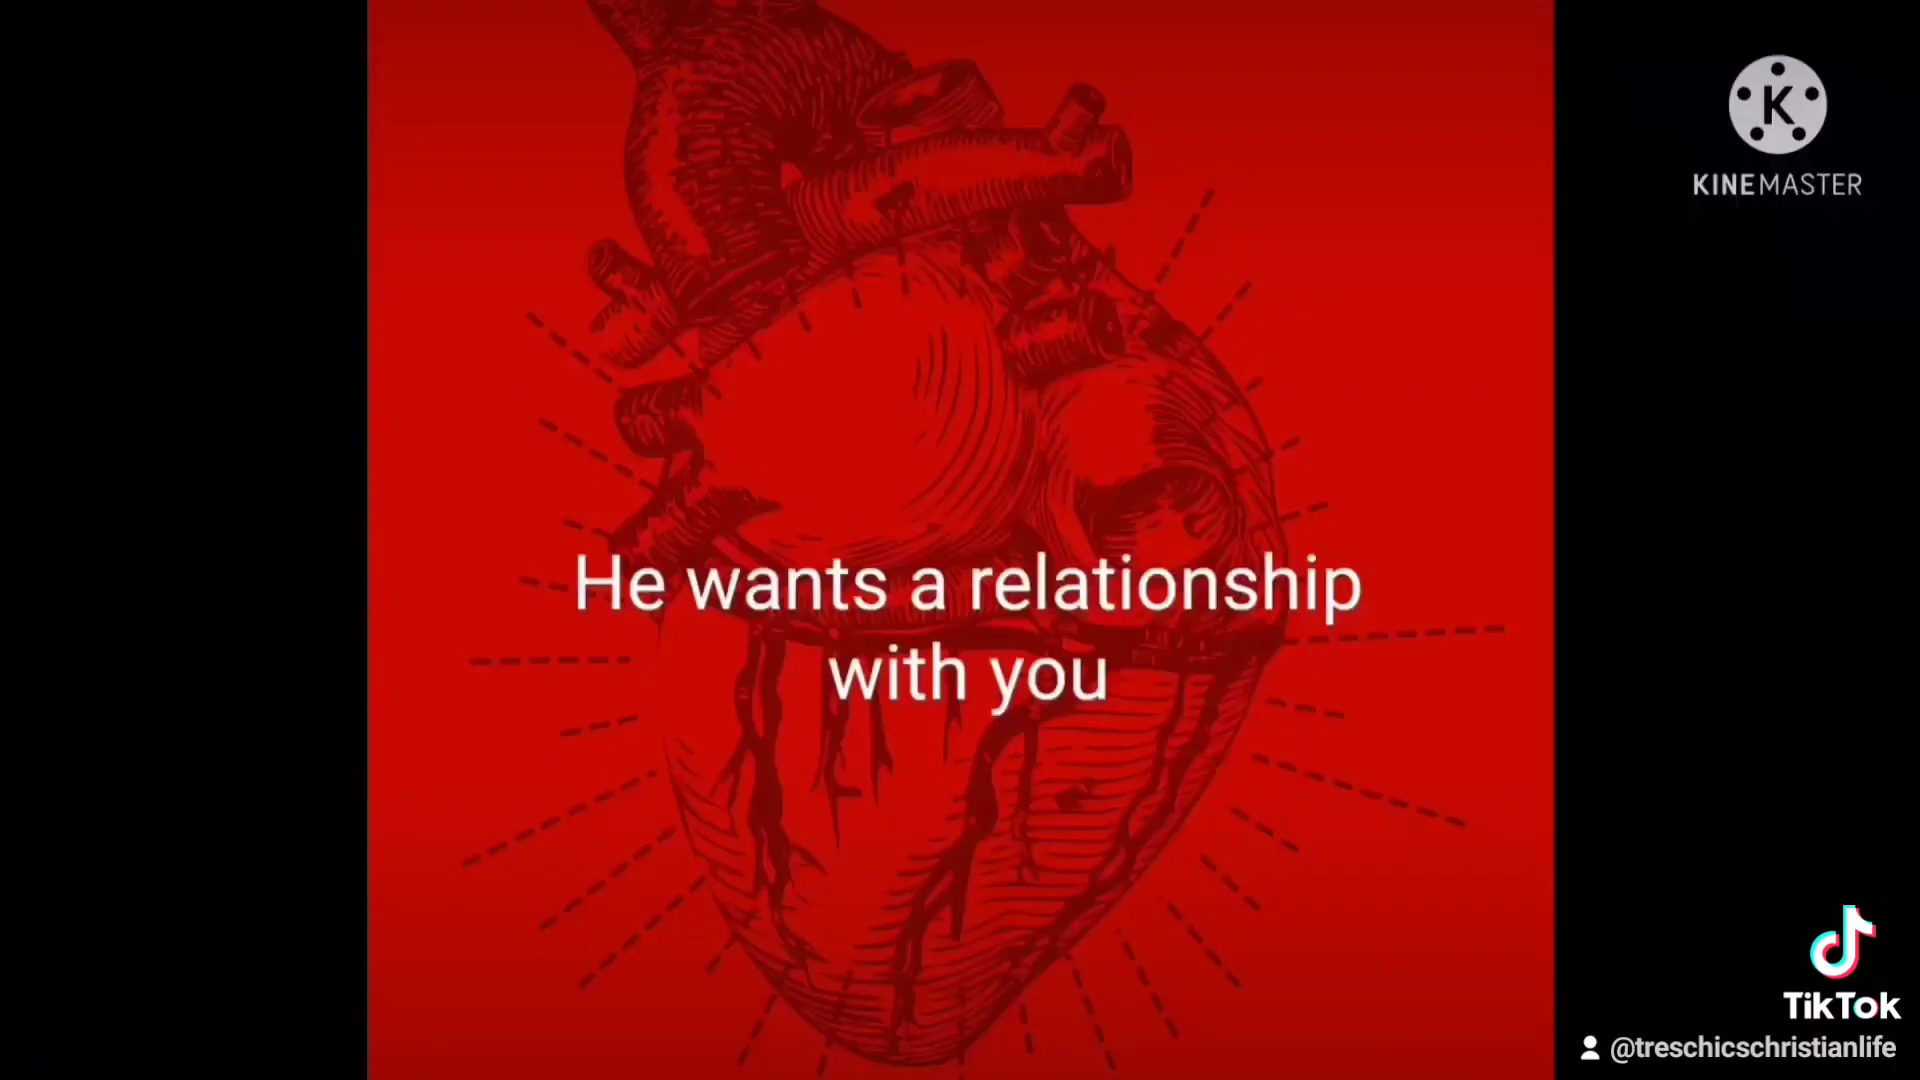 K
KINEMASTER
He wants a relationship
with you
TikTok
@treschicschristianlife